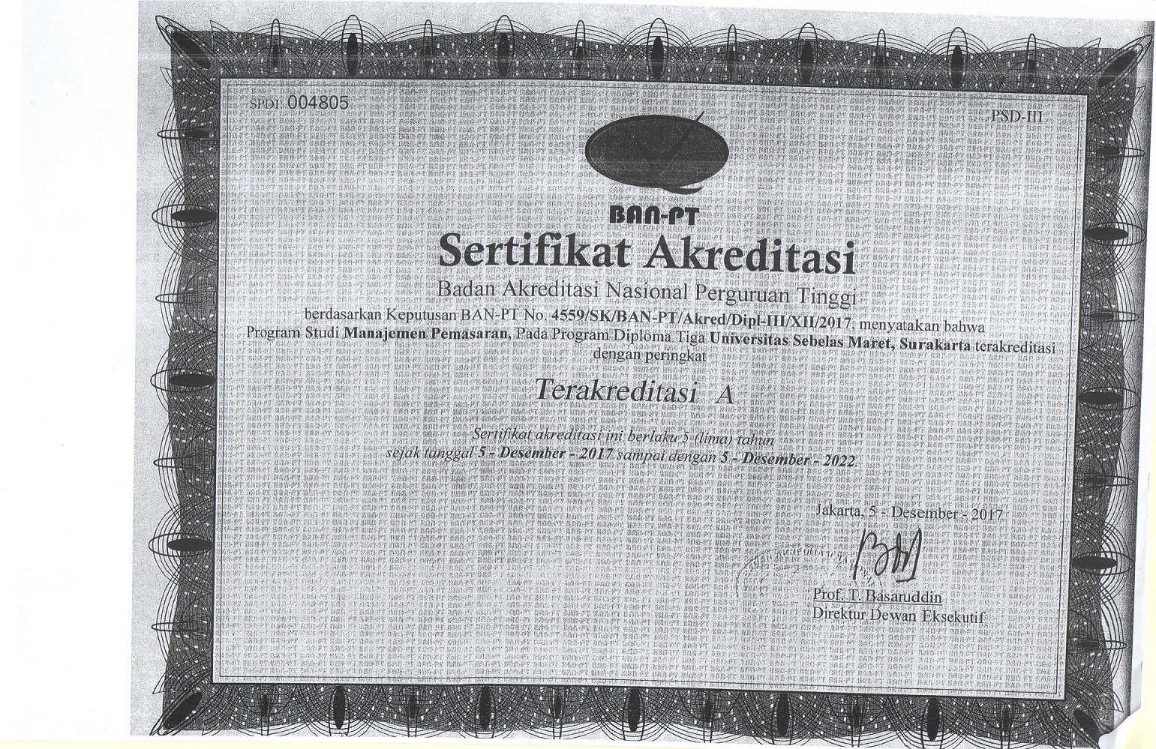 SPDI 004805
PSD-III
BAN-PT
Sertifikat Akreditasi
Badan Akreditasi Nasional Perguruan Tinggi
berdasarkan Keputusan BAN-PT No. 4559/SK/BAN-PT/Akred/Dipl-III/XII/2017, menyatakan bahwa
Program Studi Manajemen Pemasaran, Pada Program Diploma Tiga Universitas Sebelas Maret, Surakarta terakreditasi
dengan peringkat
Terakreditasi A
Sertifikat akreditasi ini berlaku 5 (lima) tahun
sejak tanggal 5 - Desember - 2017 sampai dengan 5 - Desember - 2022.
Jakarta, 5 - Desember - 2017
Prof. T. Basaruddin
Direktur Dewan Eksekutif